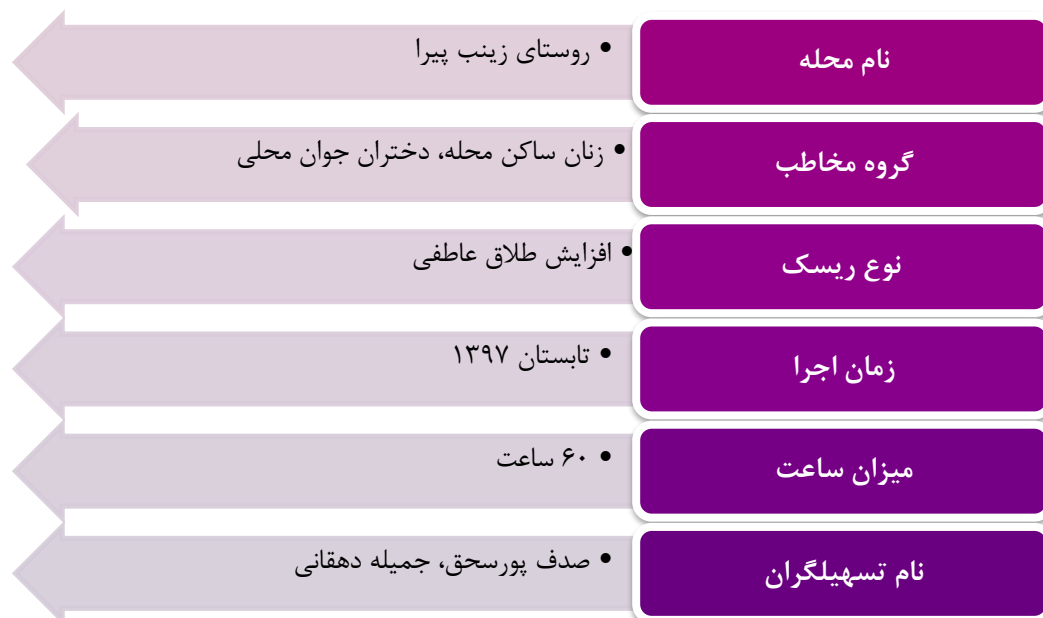 نام محله
• روستای زینب پیرا
گروه مخاطب
• زنان ساکن محله، دختران جوان محلی
نوع ریسک
• افزایش طلاق عاطفی
زمان اجرا
• تابستان ۱۳۹۷
میزان ساعت
• ۶۰ ساعت
نام تسهیلگران
• صدف پورسحق، جمیله دهقانی